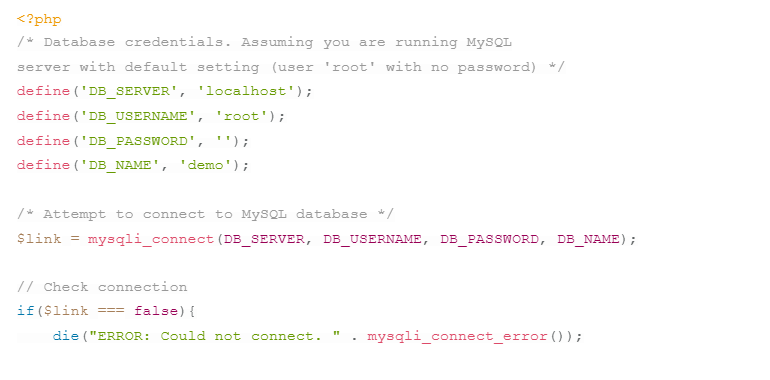 <?php
/* Database credentials. Assuming you are running MySQL
server with default setting (user 'root' with no password) */
define('DB_SERVER', 'localhost');
define('DB_USERNAME', 'root');
define('DB_PASSWORD', '');
define('DB_NAME', 'demo');
/* Attempt to connect to MySQL database */
$link = mysqli_connect(DB_SERVER, DB_USERNAME, DB_PASSWORD, DB_NAME);
// Check connection
if($link === false){
    die("ERROR: Could not connect. " . mysqli_connect_error());